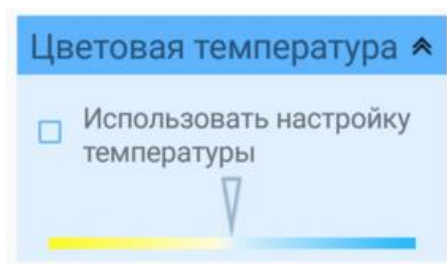 Цветовая температура
Использовать настройку
температуры